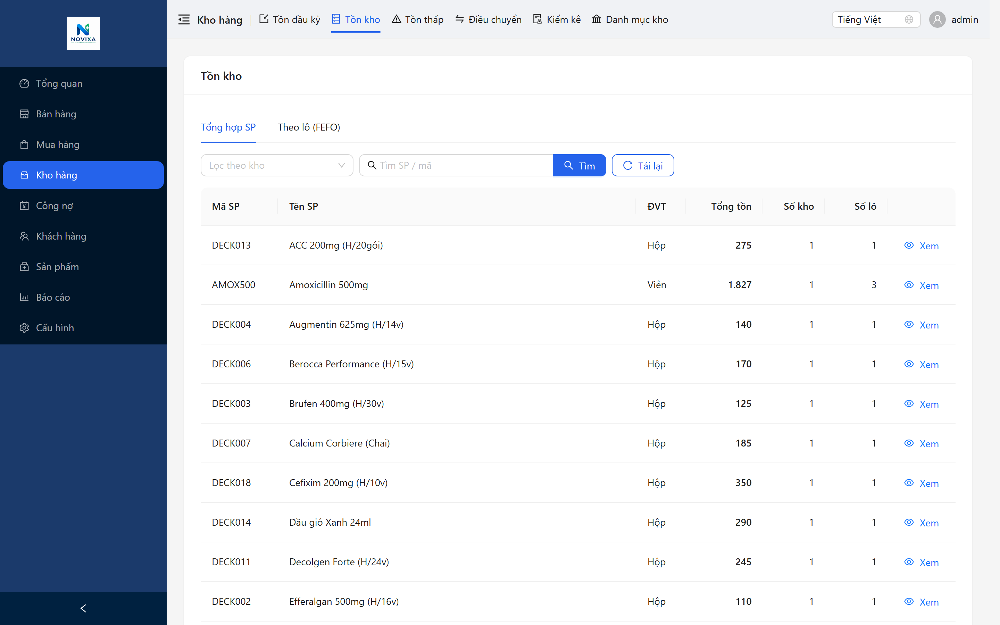 NOVIXA
Kho hàng
Tồn đầu kỳ
Tồn kho
Tồn thấp
Điều chuyển
Kiểm kê
Danh mục kho
Tiếng Việt
admin
Tổng quan
Bán hàng
Mua hàng
Kho hàng
Công nợ
Khách hàng
Sản phẩm
Báo cáo
Cấu hình
Tồn kho
Tổng hợp SP Theo lô (FEFO)
Lọc theo kho Tìm SP / mã Tìm Tải lại
Mã SP Tên SP ĐVT Tổng tồn Số kho Số lô
DECK013 ACC 200mg (H/20gói) Hộp 275 1 1 Xem
AMOX500 Amoxicillin 500mg Viên 1.827 1 3 Xem
DECK004 Augmentin 625mg (H/14v) Hộp 140 1 1 Xem
DECK006 Berocca Performance (H/15v) Hộp 170 1 1 Xem
DECK003 Brufen 400mg (H/30v) Hộp 125 1 1 Xem
DECK007 Calcium Corbiere (Chai) Hộp 185 1 1 Xem
DECK018 Cefixim 200mg (H/10v) Hộp 350 1 1 Xem
DECK014 Dầu gió Xanh 24ml Hộp 290 1 1 Xem
DECK011 Decolgen Forte (H/24v) Hộp 245 1 1 Xem
DECK002 Efferalgan 500mg (H/16v) Hộp 110 1 1 Xem